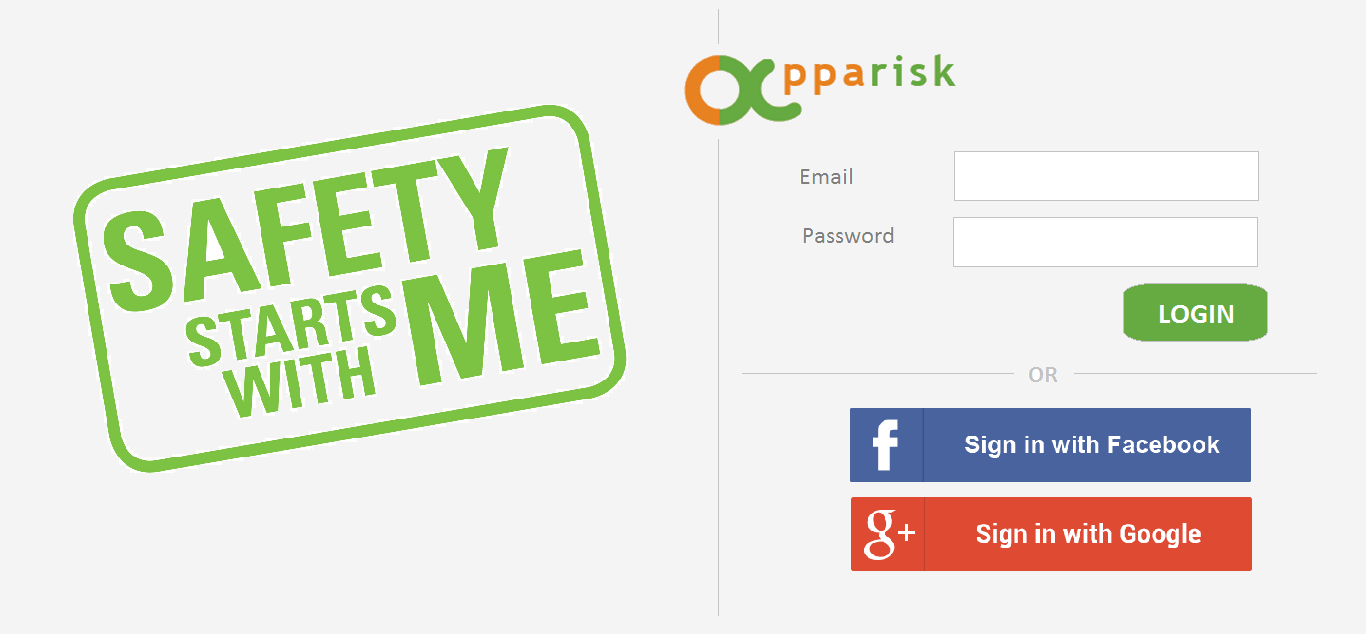 SAFETY
STARTS
WITH
ME
pparisk
Email
Password
LOGIN
OR
f
Sign in with Facebook
g+
Sign in with Google